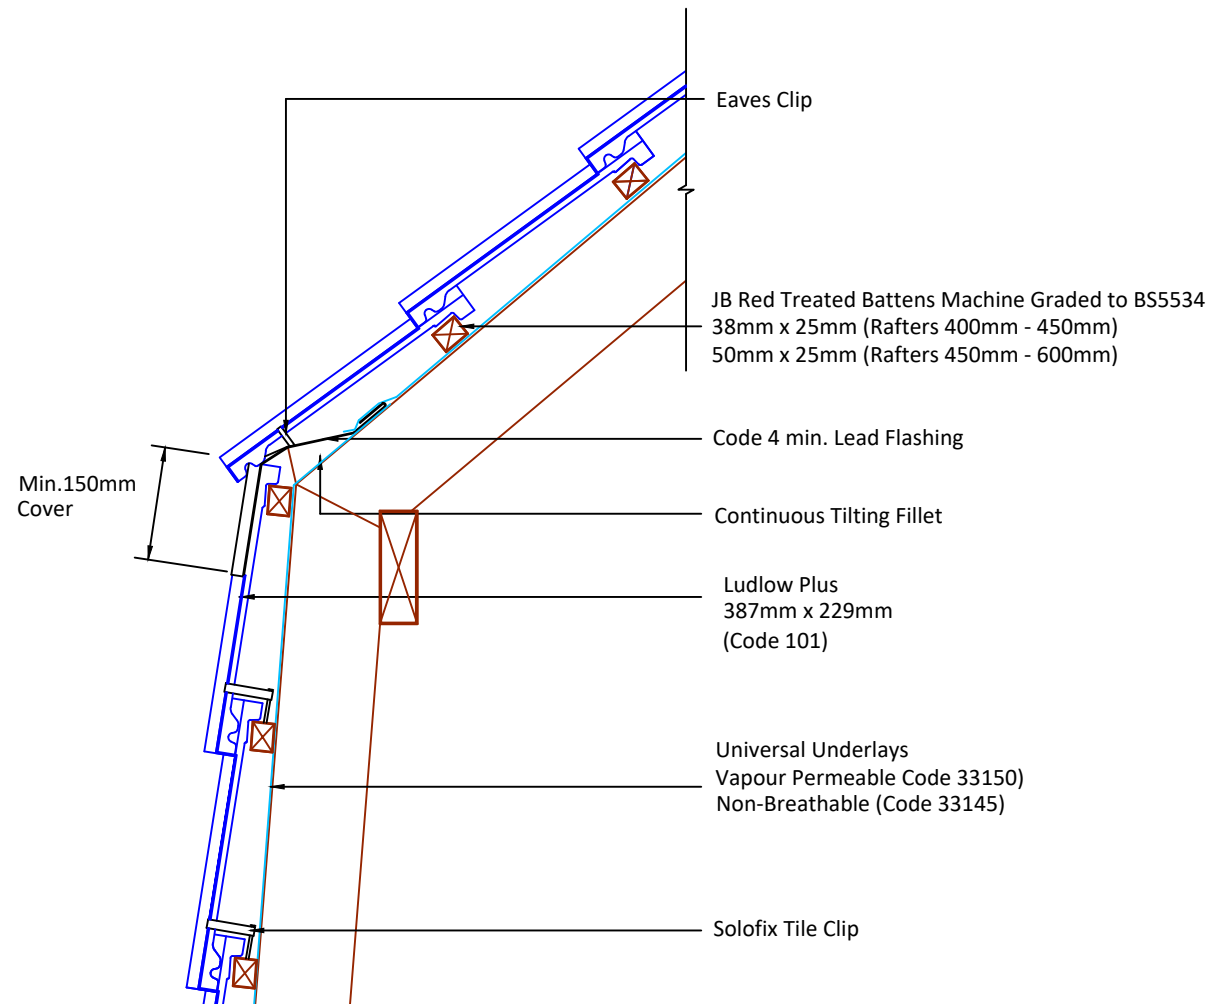 Eaves Clip
JB Red Treated Battens Machine Graded to BS5534
38mm x 25mm (Rafters 400mm - 450mm)
50mm x 25mm (Rafters 450mm - 600mm)
Code 4 min. Lead Flashing
Min.150mm
Cover
Continuous Tilting Fillet
Ludlow Plus
387mm x 229mm
(Code 101)
Universal Underlays
Vapour Permeable Code 33150)
Non-Breathable (Code 33145)
Solofix Tile Clip